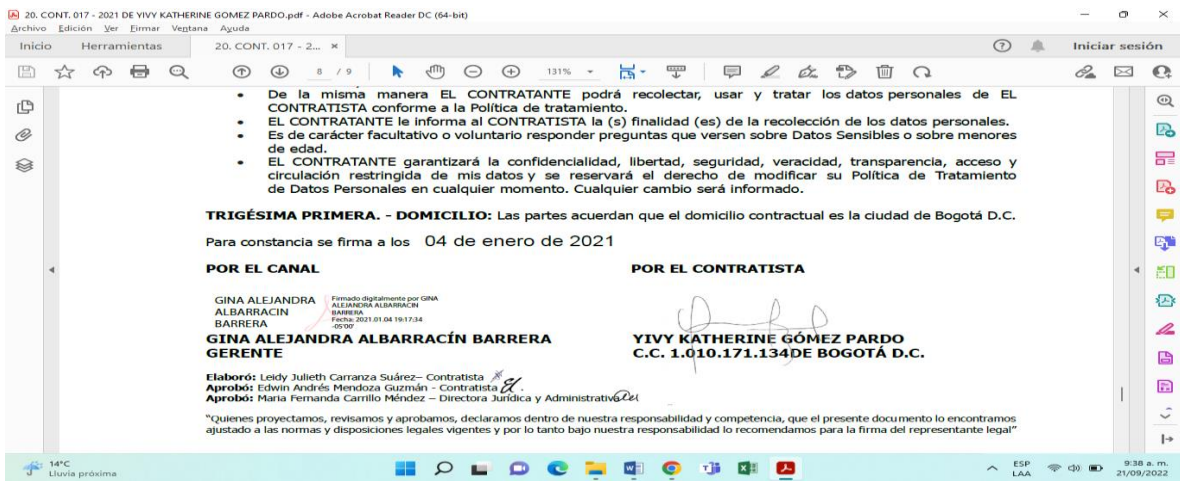 20. CONT. 017 - 2021 DE YIVY KATHERINE GOMEZ PARDO.pdf - Adobe Acrobat Reader DC (64-bit)
Archivo Edición Ver Firmar Ventana Ayuda
Inicio Herramientas 20. CONT. 017 - 2... × Iniciar sesión
8 / 9 131%
• De la misma manera EL CONTRATANTE podrá recolectar, usar y tratar los datos personales de EL
CONTRATISTA conforme a la Política de tratamiento.
• EL CONTRATANTE le informa al CONTRATISTA la (s) finalidad (es) de la recolección de los datos personales.
• Es de carácter facultativo o voluntario responder preguntas que versen sobre Datos Sensibles o sobre menores
de edad.
• EL CONTRATANTE garantizará la confidencialidad, libertad, seguridad, veracidad, transparencia, acceso y
circulación restringida de mis datos y se reservará el derecho de modificar su Política de Tratamiento
de Datos Personales en cualquier momento. Cualquier cambio será informado.
TRIGÉSIMA PRIMERA. - DOMICILIO: Las partes acuerdan que el domicilio contractual es la ciudad de Bogotá D.C.
Para constancia se firma a los 04 de enero de 2021
POR EL CANAL POR EL CONTRATISTA
GINA ALEJANDRA
ALBARRACIN
BARRERA
Firmado digitalmente por GINA
ALEJANDRA ALBARRACIN
BARRERA
Fecha: 2021.01.04 19:17:34
-05'00'
GINA ALEJANDRA ALBARRACÍN BARRERA YIVY KATHERINE GÓMEZ PARDO
GERENTE C.C. 1.010.171.134DE BOGOTÁ D.C.
Elaboró: Leidy Julieth Carranza Suárez– Contratista
Aprobó: Edwin Andrés Mendoza Guzmán - Contratista
Aprobó: Maria Fernanda Carrillo Méndez – Directora Jurídica y Administrativa
"Quienes proyectamos, revisamos y aprobamos, declaramos dentro de nuestra responsabilidad y competencia, que el presente documento lo encontramos
ajustado a las normas y disposiciones legales vigentes y por lo tanto bajo nuestra responsabilidad lo recomendamos para la firma del representante legal"
14°C
Lluvia próxima
ESP
LAA
9:38 a. m.
21/09/2022